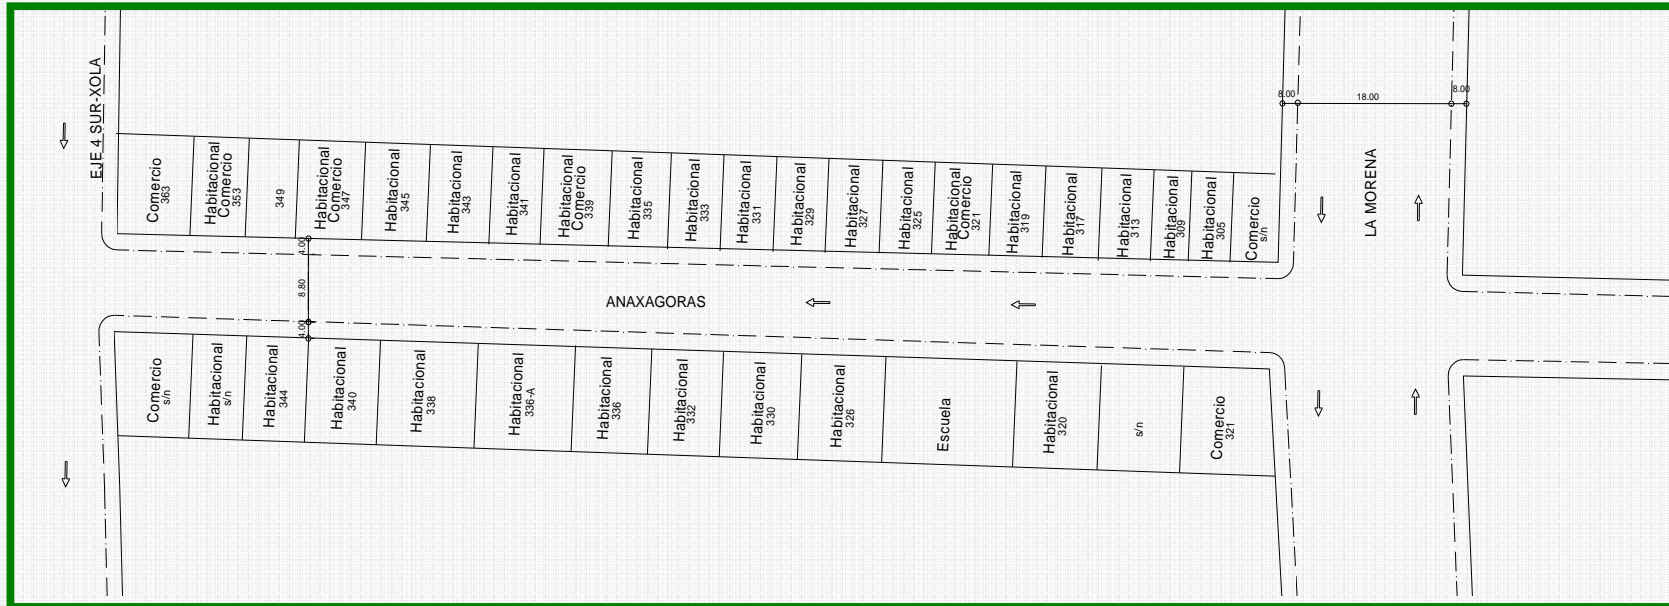 EJE 4 SUR-XOLA
8.00
18.00
8.00
LA MORENA
Comercio
363
Habitacional
Comercio
353
349
Habitacional
Comercio
347
Habitacional
345
Habitacional
343
Habitacional
341
Habitacional
Comercio
339
Habitacional
335
Habitacional
333
Habitacional
331
Habitacional
329
Habitacional
327
Habitacional
325
Habitacional
Comercio
321
Habitacional
319
Habitacional
317
Habitacional
313
Habitacional
309
Habitacional
305
Comercio
s/n
4.00
8.80
4.00
ANAXAGORAS
Comercio
s/n
Habitacional
s/n
Habitacional
344
Habitacional
340
Habitacional
338
Habitacional
336-A
Habitacional
336
Habitacional
332
Habitacional
330
Habitacional
326
Escuela
Habitacional
320
s/n
Comercio
321